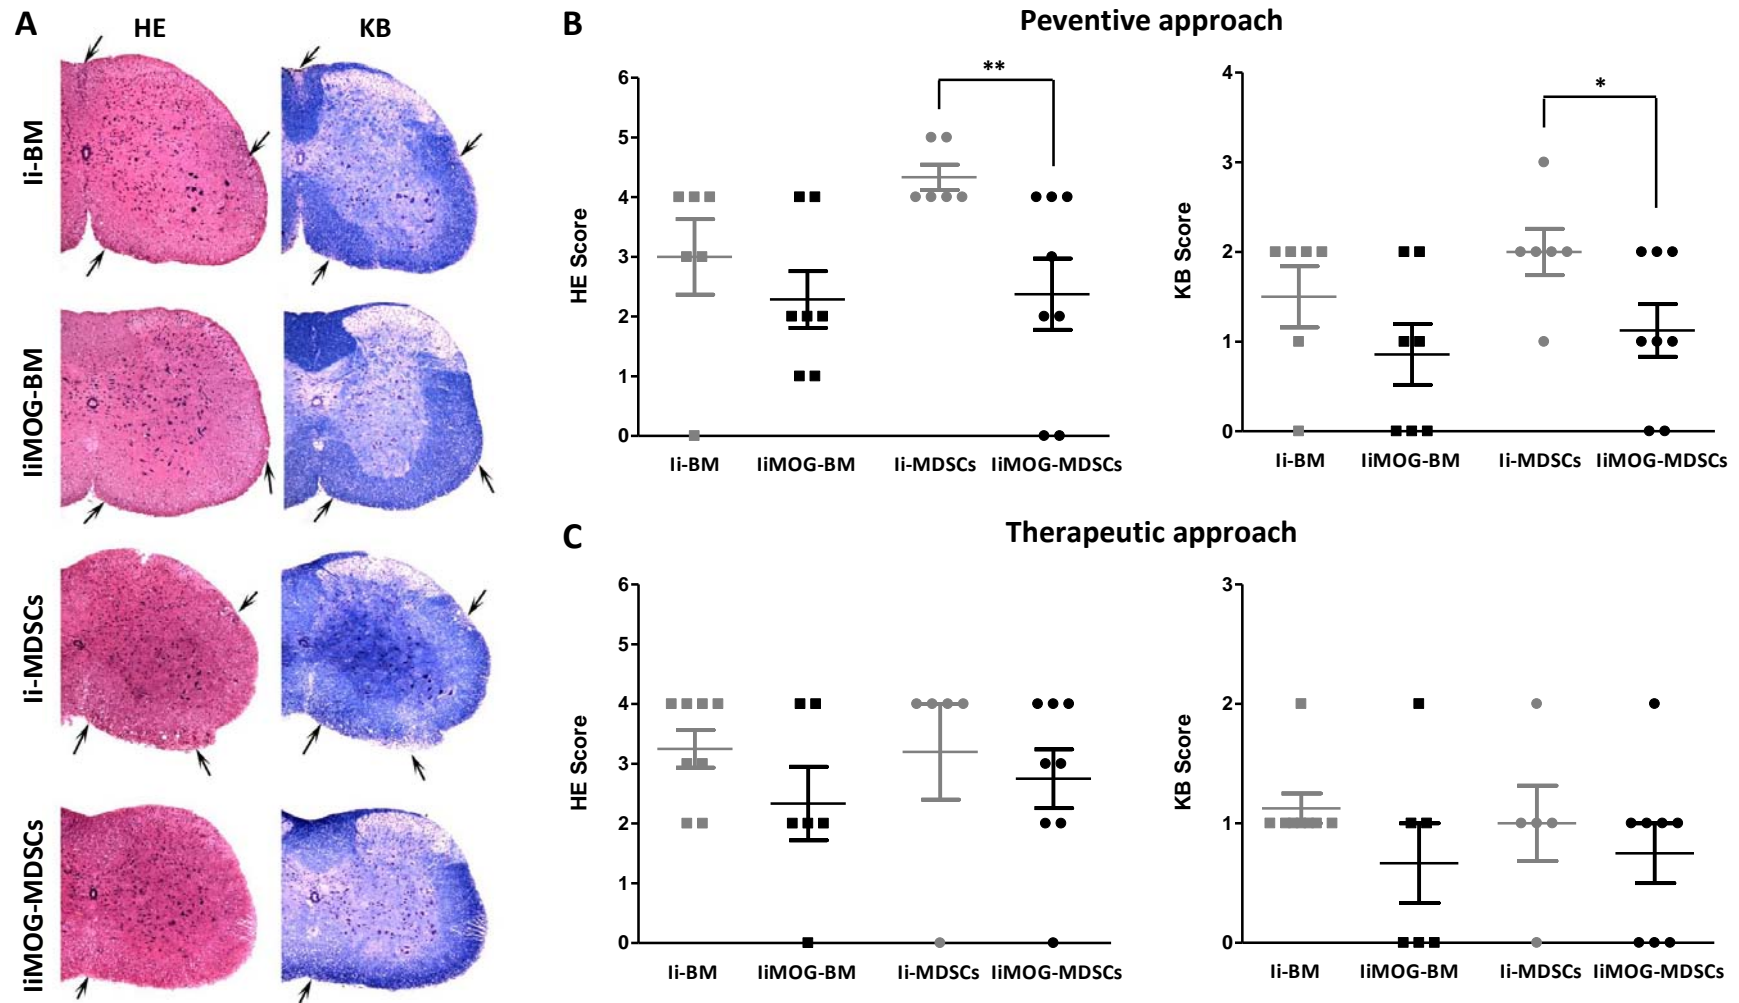 A
HE
KB
Ii-BM
IiMOG-BM
Ii-MDSCs
IiMOG-MDSCs
B
Peventive approach
HE Score
6
5
4
3
2
1
0
Ii-BM
IiMOG-BM
Ii-MDSCs
IiMOG-MDSCs
**
KB Score
4
3
2
1
0
Ii-BM
IiMOG-BM
Ii-MDSCs
IiMOG-MDSCs
*
C
Therapeutic approach
HE Score
6
5
4
3
2
1
0
Ii-BM
IiMOG-BM
Ii-MDSCs
IiMOG-MDSCs
KB Score
3
2
1
0
Ii-BM
IiMOG-BM
Ii-MDSCs
IiMOG-MDSCs